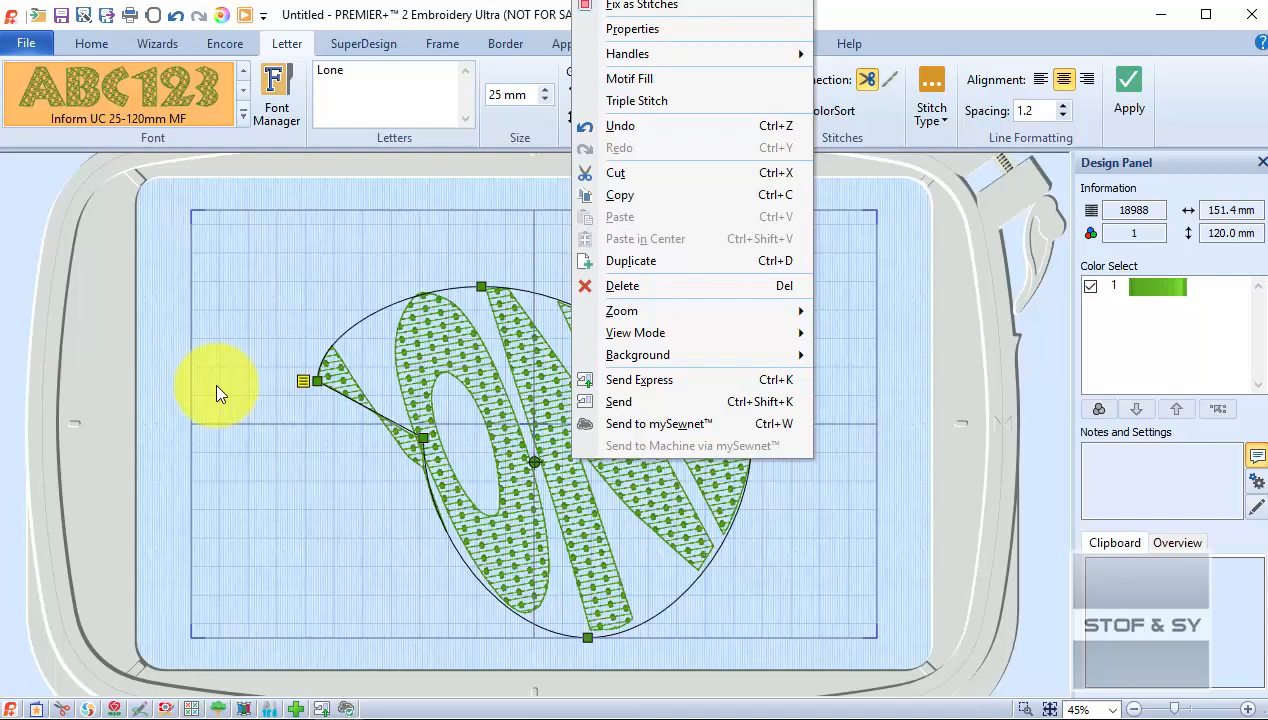 Untitled - PREMIER+™ 2 Embroidery Ultra (NOT FOR SA
File
Home
Wizards
Encore
Letter
SuperDesign
Frame
Border
Ap
Help
ABC123
Inform UC 25-120mm MF
Font
Font
Manager
Lone
Letters
25 mm
Size
Fix as Stitches
Properties
Handles
Motif Fill
Triple Stitch
Undo Ctrl+Z
Redo Ctrl+Y
Cut Ctrl+X
Copy Ctrl+C
Paste Ctrl+V
Paste in Center Ctrl+Shift+V
Duplicate Ctrl+D
Delete Del
Zoom
View Mode
Background
Send Express Ctrl+K
Send Ctrl+Shift+K
Send to mySewnet™ Ctrl+W
Send to Machine via mySewnet™
nection:
olorSort
Stitches
Stitch
Type
Alignment:
Spacing: 1.2
Line Formatting
Apply
Design Panel
Information
18988
151.4 mm
1
120.0 mm
Color Select
1
Notes and Settings
Clipboard
Overview
STOF & SY
45%